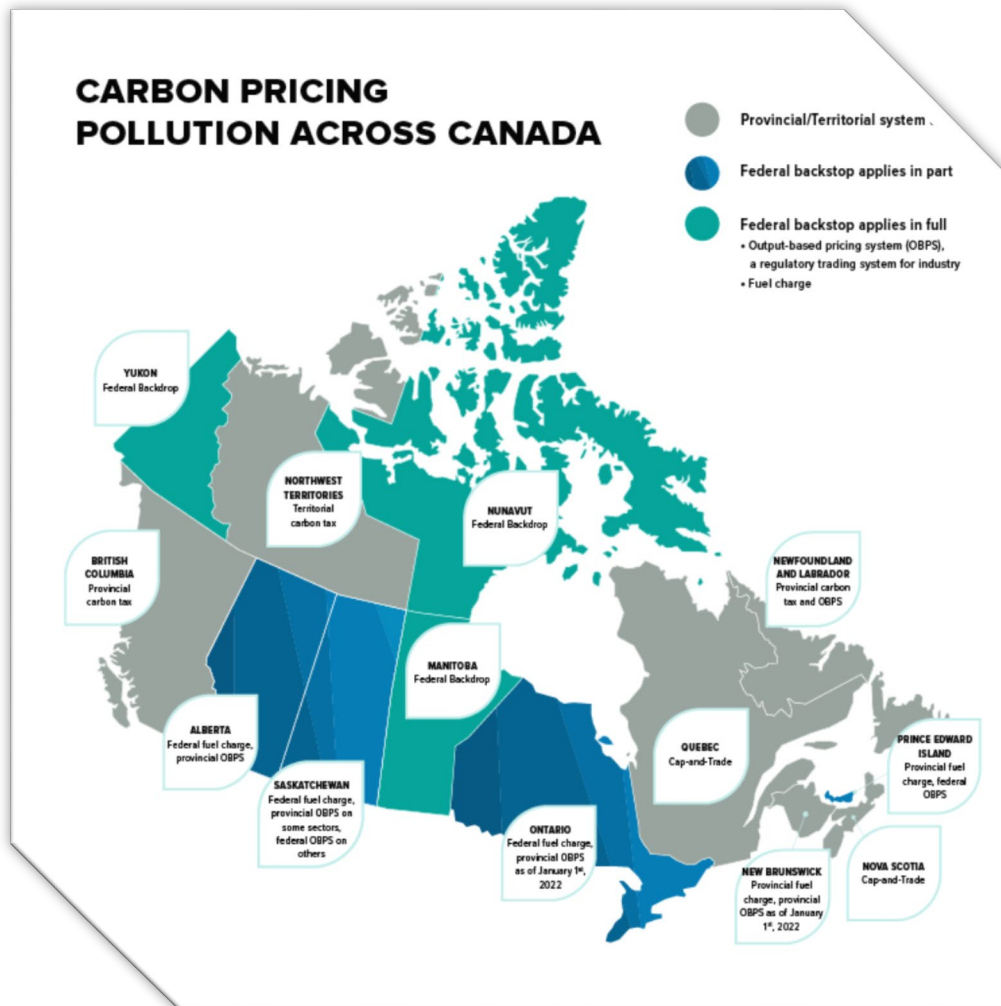 CARBON PRICING
POLLUTION ACROSS CANADA
Provincial/Territorial system
Federal backstop applies in part
Federal backstop applies in full
• Output-based pricing system (OBPS),
a regulatory trading system for industry
• Fuel charge
YUKON
Federal Backdrop
NORTHWEST
TERRITORIES
Territorial
carbon tax
NUNAVUT
Federal Backdrop
BRITISH
COLUMBIA
Provincial
carbon tax
NEWFOUNDLAND
AND LABRADOR
Provincial carbon
tax and OBPS
MANITOBA
Federal Backdrop
ALBERTA
Federal fuel charge,
provincial OBPS
SASKATCHEWAN
Federal fuel charge,
provincial OBPS on
some sectors,
federal OBPS on
others
ONTARIO
Federal fuel charge,
provincial OBPS
as of January 1st,
2022
QUEBEC
Cap-and-Trade
PRINCE EDWARD
ISLAND
Provincial fuel
charge, federal
OBPS
NEW BRUNSWICK
Provincial fuel
charge, provincial
OBPS as of January
1st, 2022
NOVA SCOTIA
Cap-and-Trade